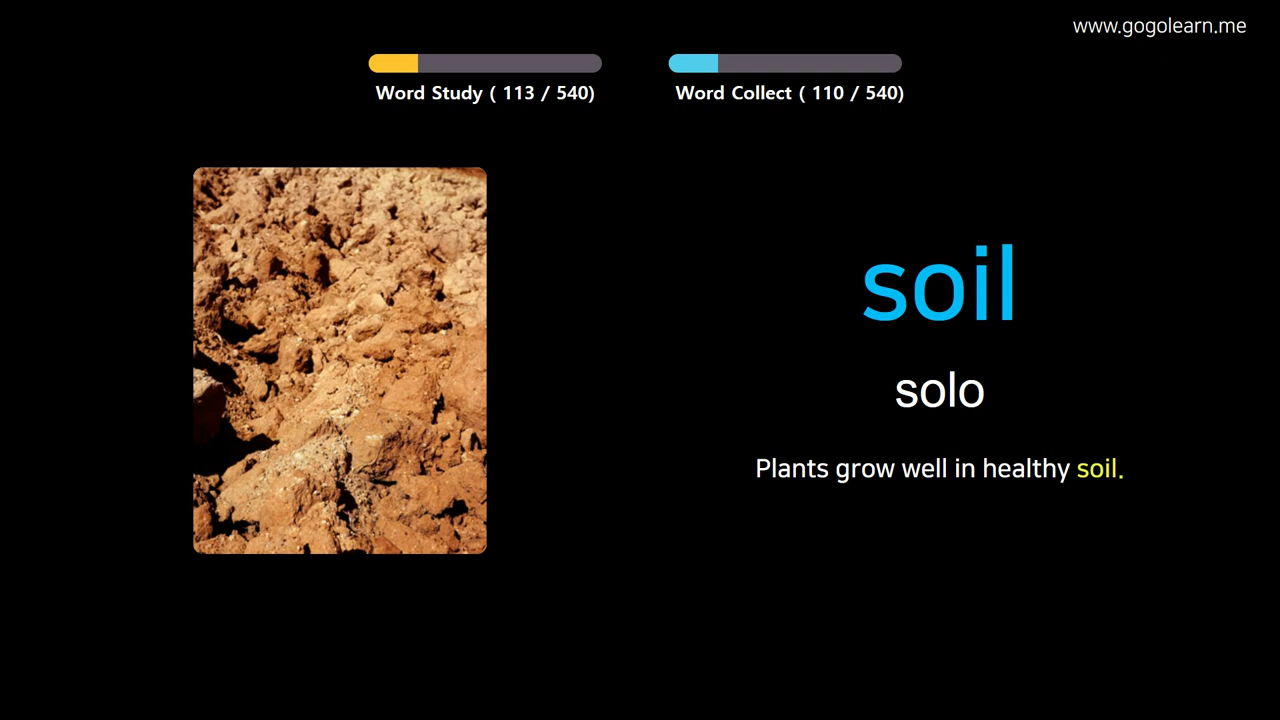 www.gogolearn.me
Word Study ( 113 / 540)
Word Collect ( 110 / 540)
soil
solo
Plants grow well in healthy soil.